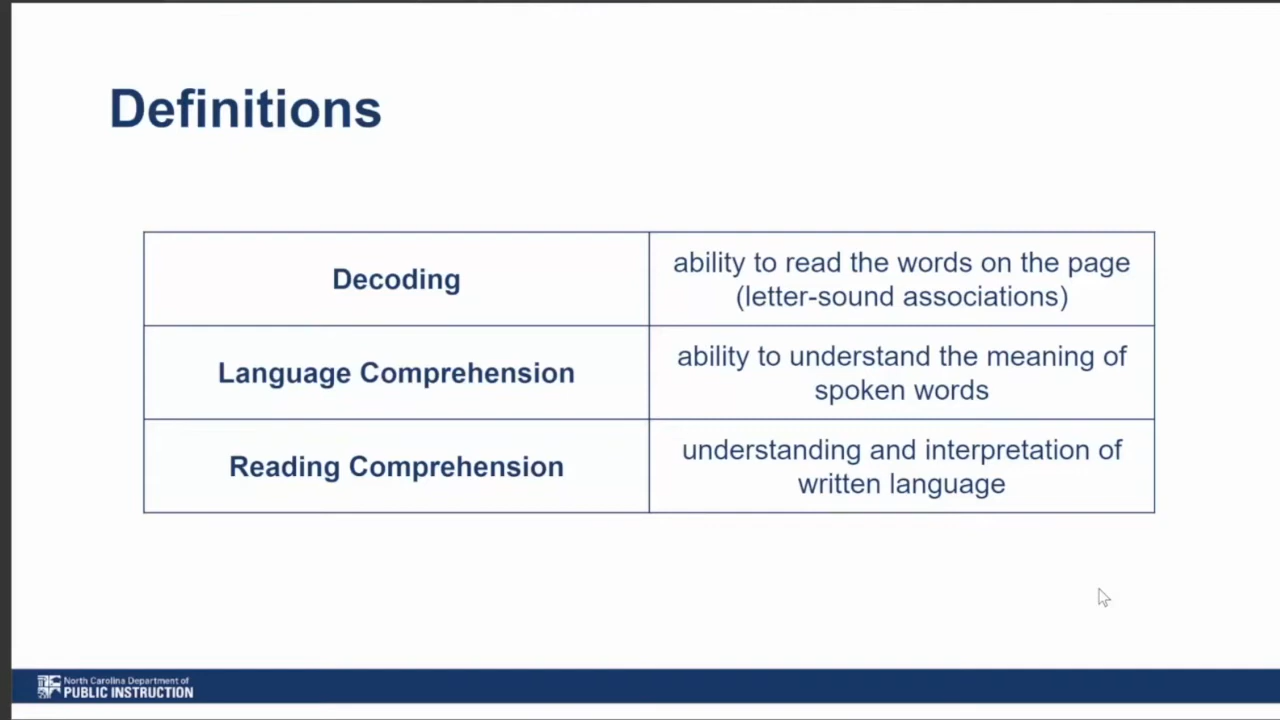 Definitions
Decoding
ability to read the words on the page
(letter-sound associations)
Language Comprehension
ability to understand the meaning of
spoken words
Reading Comprehension
understanding and interpretation of
written language
North Carolina Department of
PUBLIC INSTRUCTION